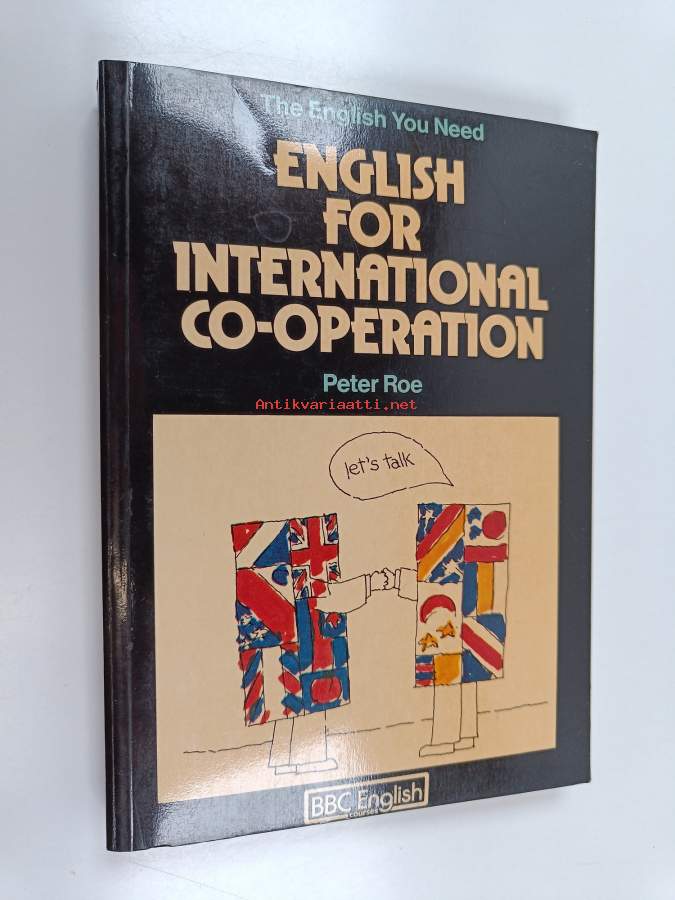 The English You Need
ENGLISH
FOR
INTERNATIONAL
CO-OPERATION
Peter Roe
Antikvariaatti.net
let's talk
BBC English
courses